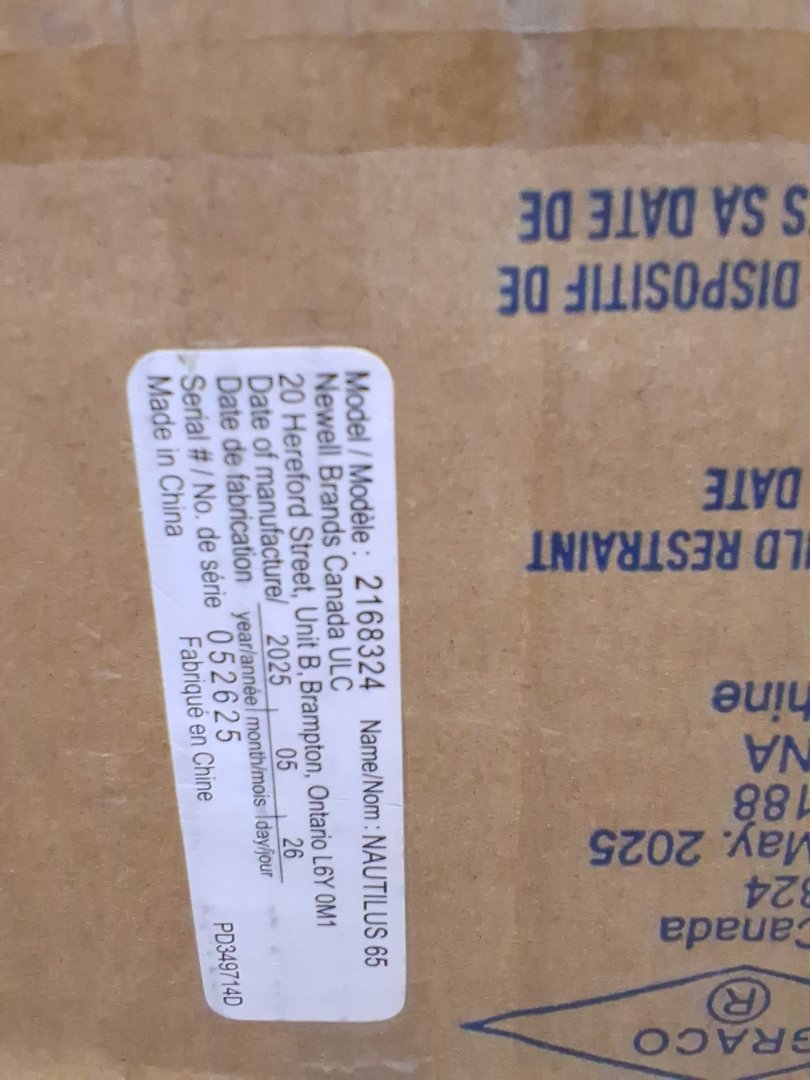 Model / Modèle : 2168324 Name/Nom : NAUTILUS 65
Newell Brands Canada ULC
20 Hereford Street, Unit B, Brampton, Ontario L6Y 0M1
Date of manufacture/ 2025 05 26
Date de fabrication year/année month/mois day/jour
Serial # / No. de série 052625
Made in China Fabriqué en Chine PD349714D
GRACO ®
Canada
324
May. 2025
188
NA
hine
LD RESTRAINT
DATE
DISPOSITIF DE
S SA DATE DE